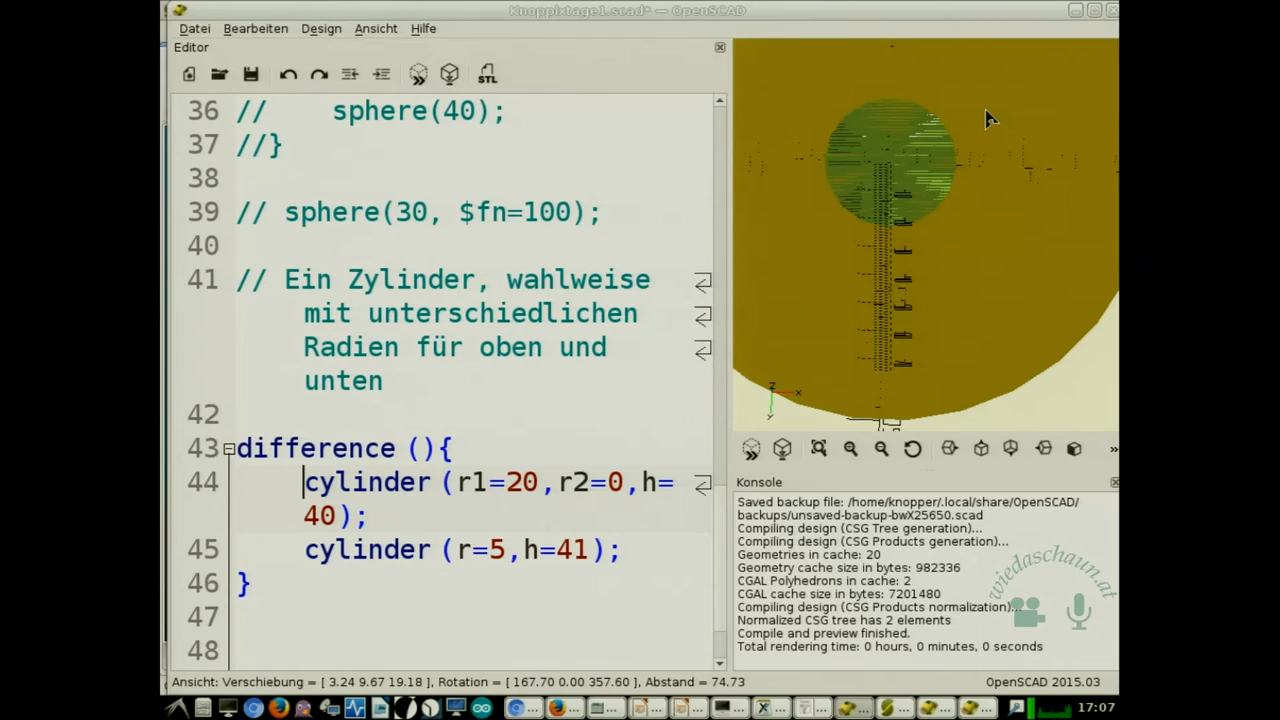 Knoppixtage1.scad* — OpenSCAD
Datei Bearbeiten Design Ansicht Hilfe
Editor
STL
36 // sphere(40);
37 //}
38
39 // sphere(30, $fn=100);
40
41 // Ein Zylinder, wahlweise
mit unterschiedlichen
Radien für oben und
unten
42
43 difference (){
44 cylinder (r1=20,r2=0,h=
40);
45 cylinder (r=5,h=41);
46 }
47
48
Z
x
y
»
Konsole
Saved backup file: /home/knopper/.local/share/OpenSCAD/
backups/unsaved-backup-bwX25650.scad
Compiling design (CSG Tree generation)...
Compiling design (CSG Products generation)...
Geometries in cache: 20
Geometry cache size in bytes: 982336
CGAL Polyhedrons in cache: 2
CGAL cache size in bytes: 7201480
Compiling design (CSG Products normalization)...
Normalized CSG tree has 2 elements
Compile and preview finished.
Total rendering time: 0 hours, 0 minutes, 0 seconds
wiedaschaun.at
Ansicht: Verschiebung = [ 3.24 9.67 19.18 ], Rotation = [ 167.70 0.00 357.60 ], Abstand = 74.73
OpenSCAD 2015.03
17:07